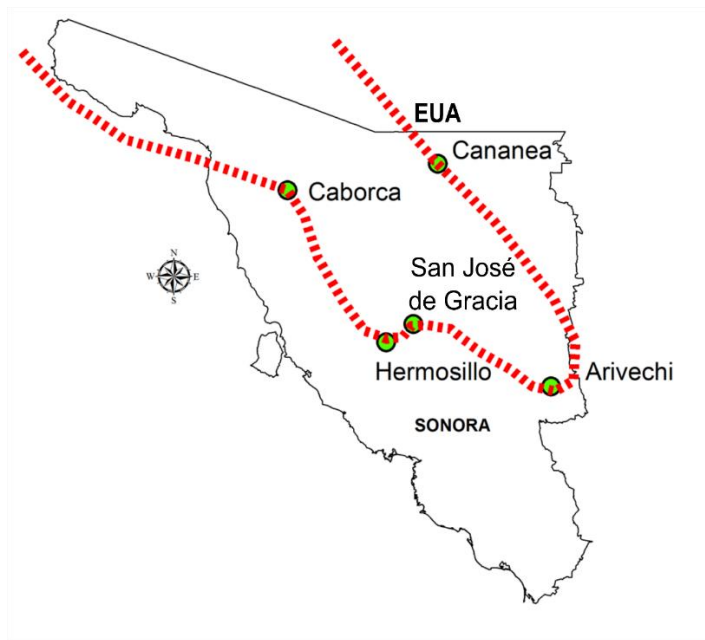 EUA
Cananea
Caborca
N
W
E
S
San José
de Gracia
Hermosillo
Arivechi
SONORA